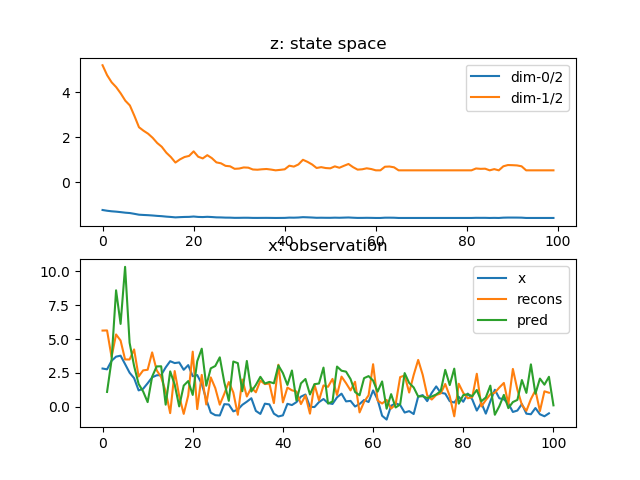 z: state space
dim-0/2
dim-1/2
4
2
0
0 20 40 60 80 100
x: observation
x
recons
pred
10.0
7.5
5.0
2.5
0.0
0 20 40 60 80 100